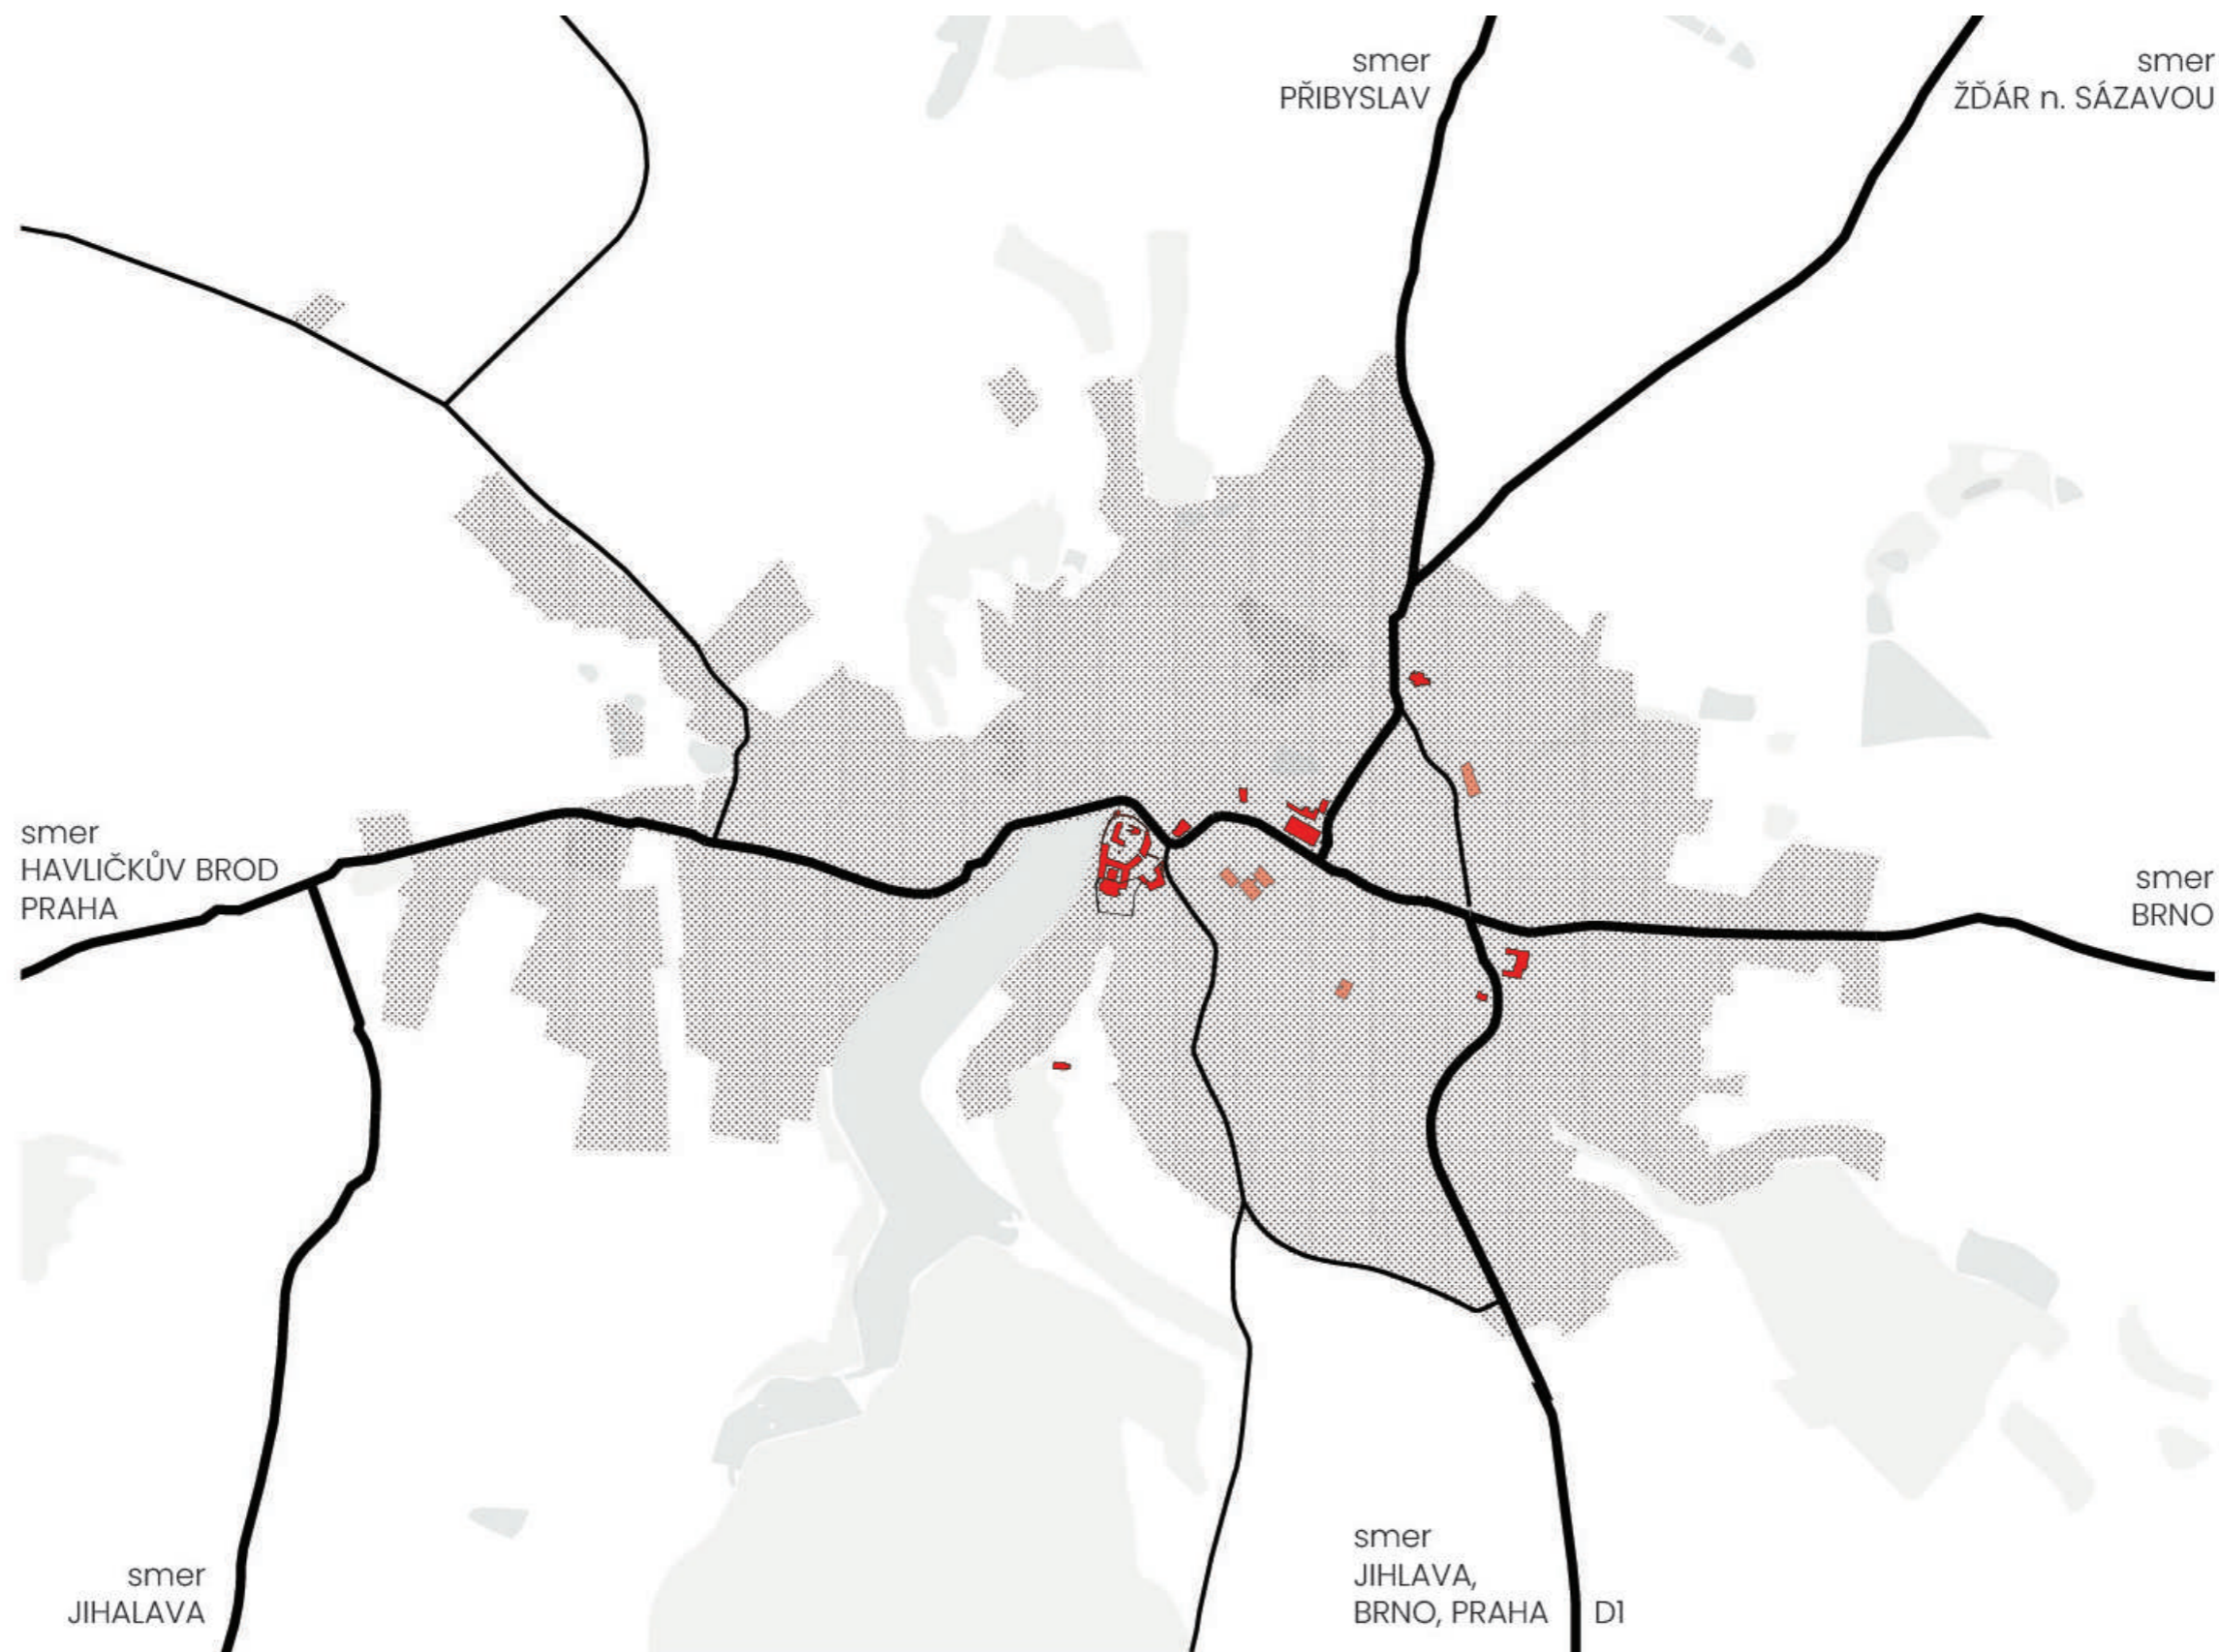 smer
PŘIBYSLAV
smer
ŽĎÁR n. SÁZAVOU
smer
HAVLIČKŮV BROD
PRAHA
smer
BRNO
smer
JIHALAVA
smer
JIHLAVA,
BRNO, PRAHA
D1